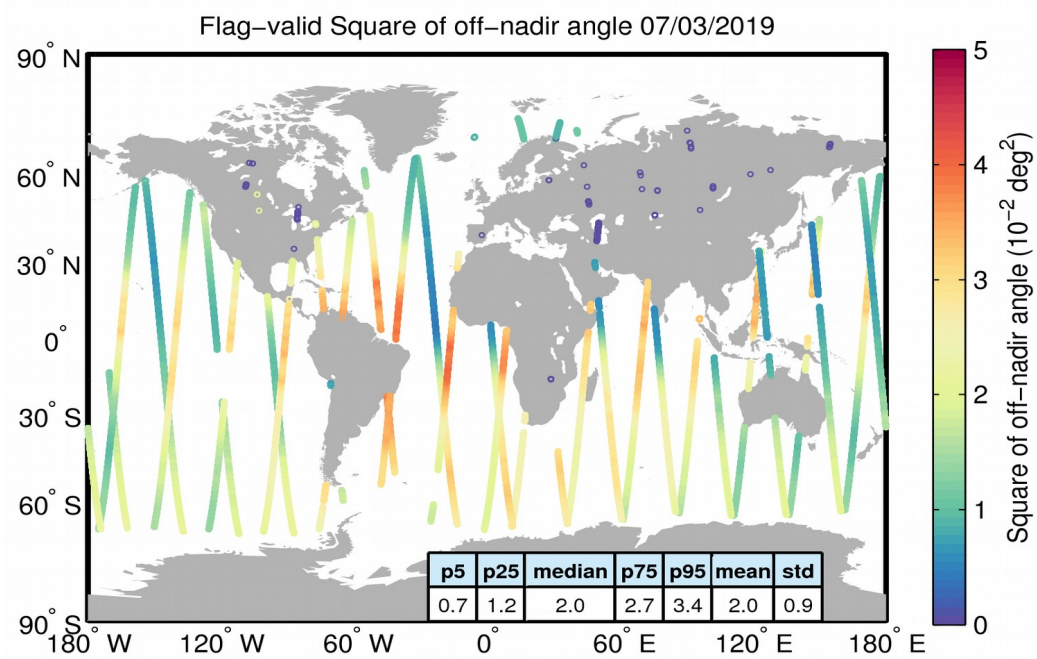 Flag−valid Square of off−nadir angle 07/03/2019
90° N
60° N
30° N
0°
30° S
60° S
90° S
180° W
120° W
60° W
0°
60° E
120° E
180° E
p5 p25 median p75 p95 mean std
0.7 1.2 2.0 2.7 3.4 2.0 0.9
5
4
3
2
1
0
Square of off−nadir angle (10⁻² deg²)